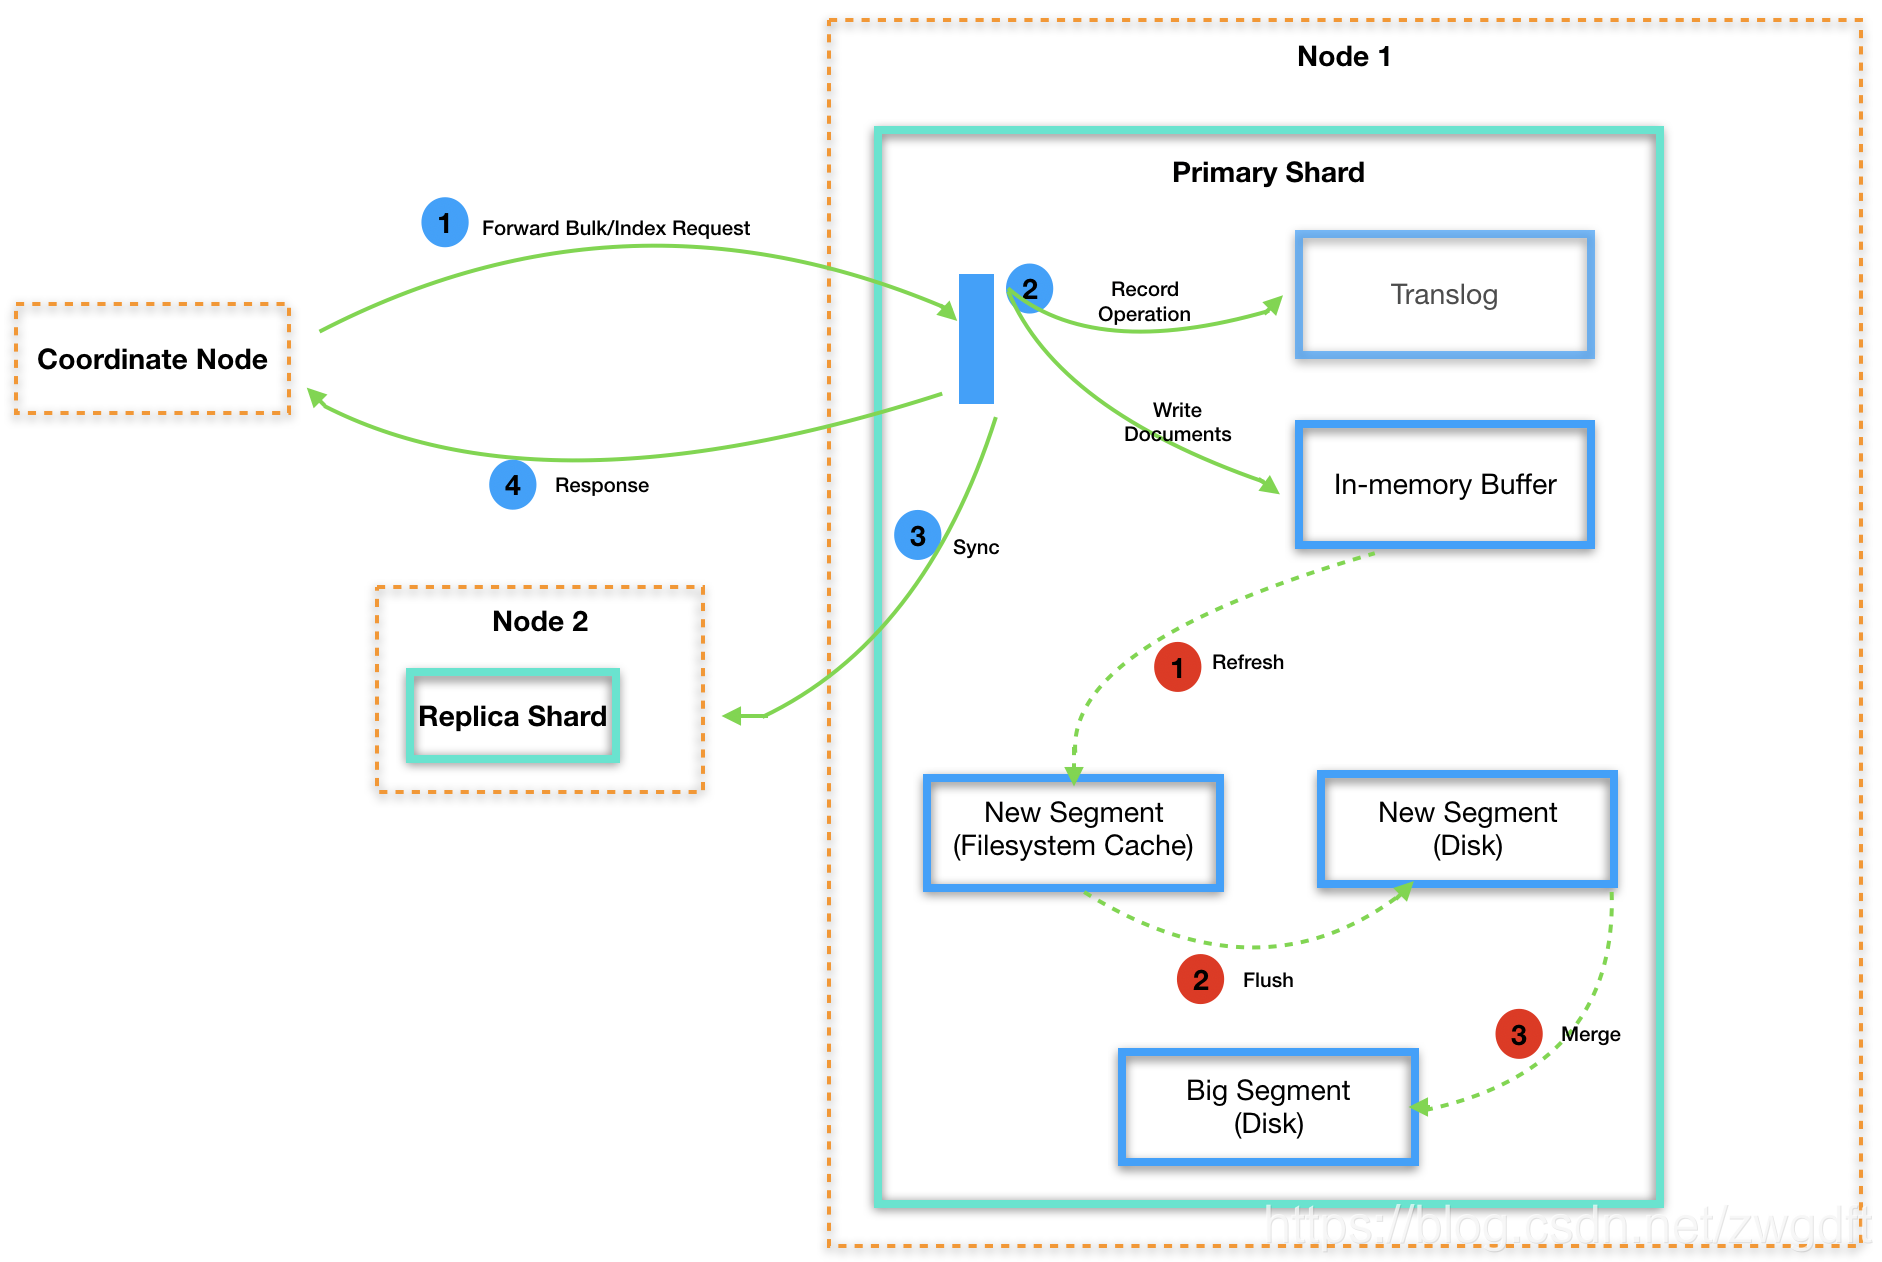 Node 1
Primary Shard
1
Forward Bulk/Index Request
2
Record
Operation
Translog
Coordinate Node
Write
Documents
In-memory Buffer
4
Response
3
Sync
Node 2
Replica Shard
1
Refresh
New Segment
(Filesystem Cache)
New Segment
(Disk)
2
Flush
3
Merge
Big Segment
(Disk)
https://blog.csdn.net/zwgdft